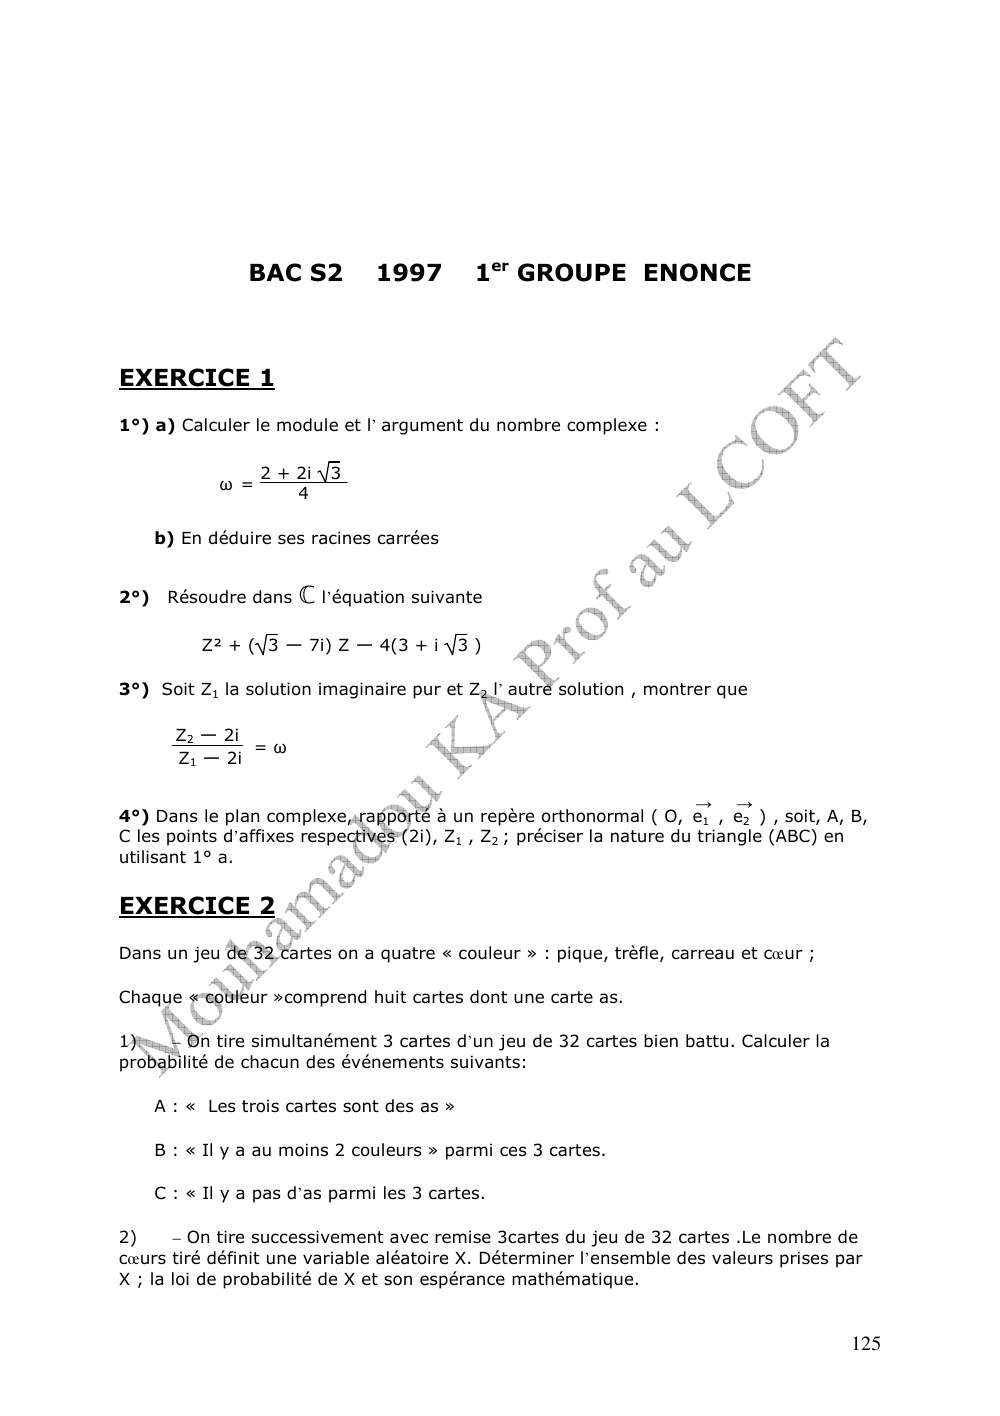 BAC S2 1997 1er GROUPE ENONCE
EXERCICE 1
1°) a) Calculer le module et l’ argument du nombre complexe :
ω = (2 + 2i √3) / 4
b) En déduire ses racines carrées
2°) Résoudre dans ℂ l’équation suivante
Z² + (√3 — 7i) Z — 4(3 + i √3 )
3°) Soit Z₁ la solution imaginaire pur et Z₂ l’ autre solution , montrer que
(Z₂ — 2i) / (Z₁ — 2i) = ω
4°) Dans le plan complexe, rapporté à un repère orthonormal ( O, e₁→ , e₂→ ) , soit, A, B,
C les points d’affixes respectives (2i), Z₁ , Z₂ ; préciser la nature du triangle (ABC) en
utilisant 1° a.
EXERCICE 2
Dans un jeu de 32 cartes on a quatre « couleur » : pique, trèfle, carreau et cœur ;
Chaque « couleur »comprend huit cartes dont une carte as.
1) – On tire simultanément 3 cartes d’un jeu de 32 cartes bien battu. Calculer la
probabilité de chacun des événements suivants:
A : « Les trois cartes sont des as »
B : « Il y a au moins 2 couleurs » parmi ces 3 cartes.
C : « Il y a pas d’as parmi les 3 cartes.
2) – On tire successivement avec remise 3cartes du jeu de 32 cartes .Le nombre de
cœurs tiré définit une variable aléatoire X. Déterminer l’ensemble des valeurs prises par
X ; la loi de probabilité de X et son espérance mathématique.
Mouhamadou KA Prof au LCOFT
125